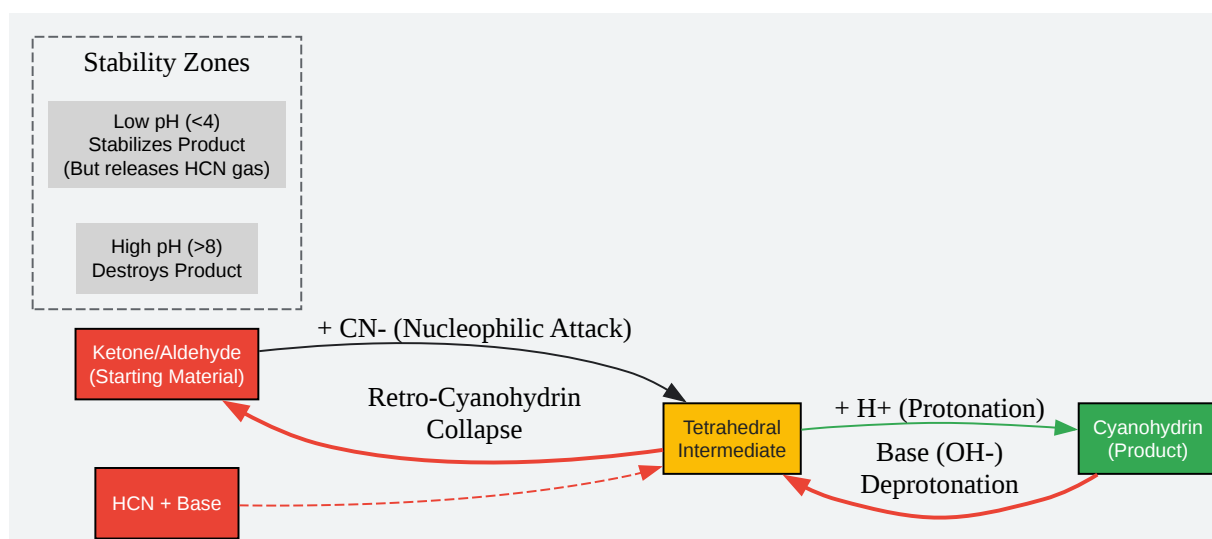 Stability Zones
Low pH (<4)
Stabilizes Product
(But releases HCN gas)
High pH (>8)
Destroys Product
+ CN- (Nucleophilic Attack)
Ketone/Aldehyde
(Starting Material)
Retro-Cyanohydrin
Collapse
+ H+ (Protonation)
Tetrahedral
Intermediate
Cyanohydrin
(Product)
Base (OH-)
Deprotonation
HCN + Base